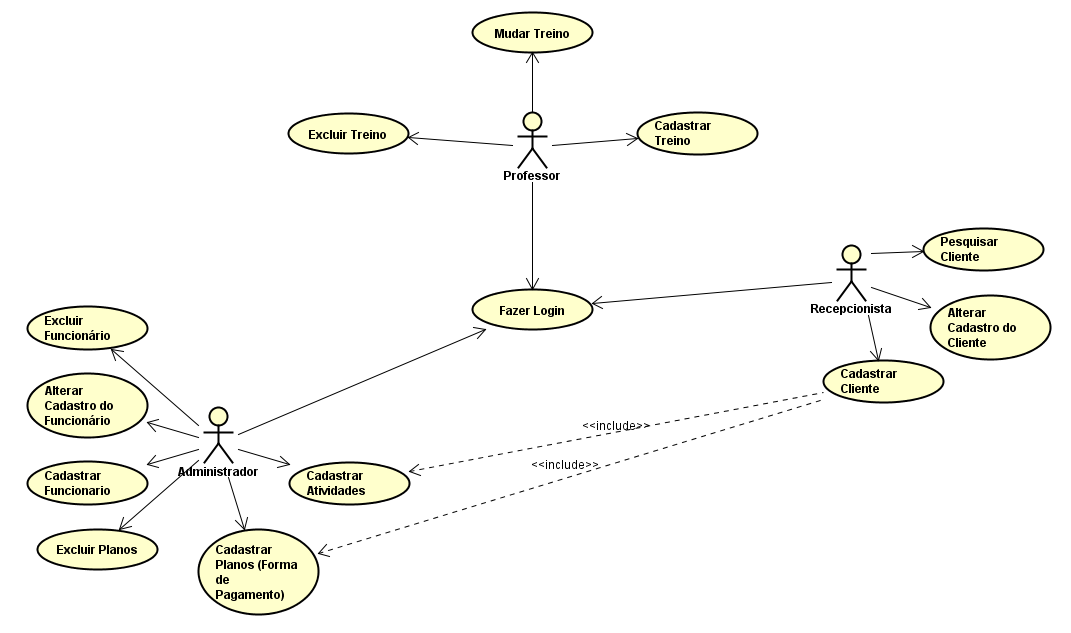 Mudar Treino
Excluir Treino
Cadastrar
Treino
Professor
Pesquisar
Cliente
Fazer Login
Recepcionista
Alterar
Cadastro do
Cliente
Excluir
Funcionário
Cadastrar
Cliente
Alterar
Cadastro do
Funcionário
<<include>>
<<include>>
Administrador
Cadastrar
Funcionario
Cadastrar
Atividades
Excluir Planos
Cadastrar
Planos (Forma
de
Pagamento)